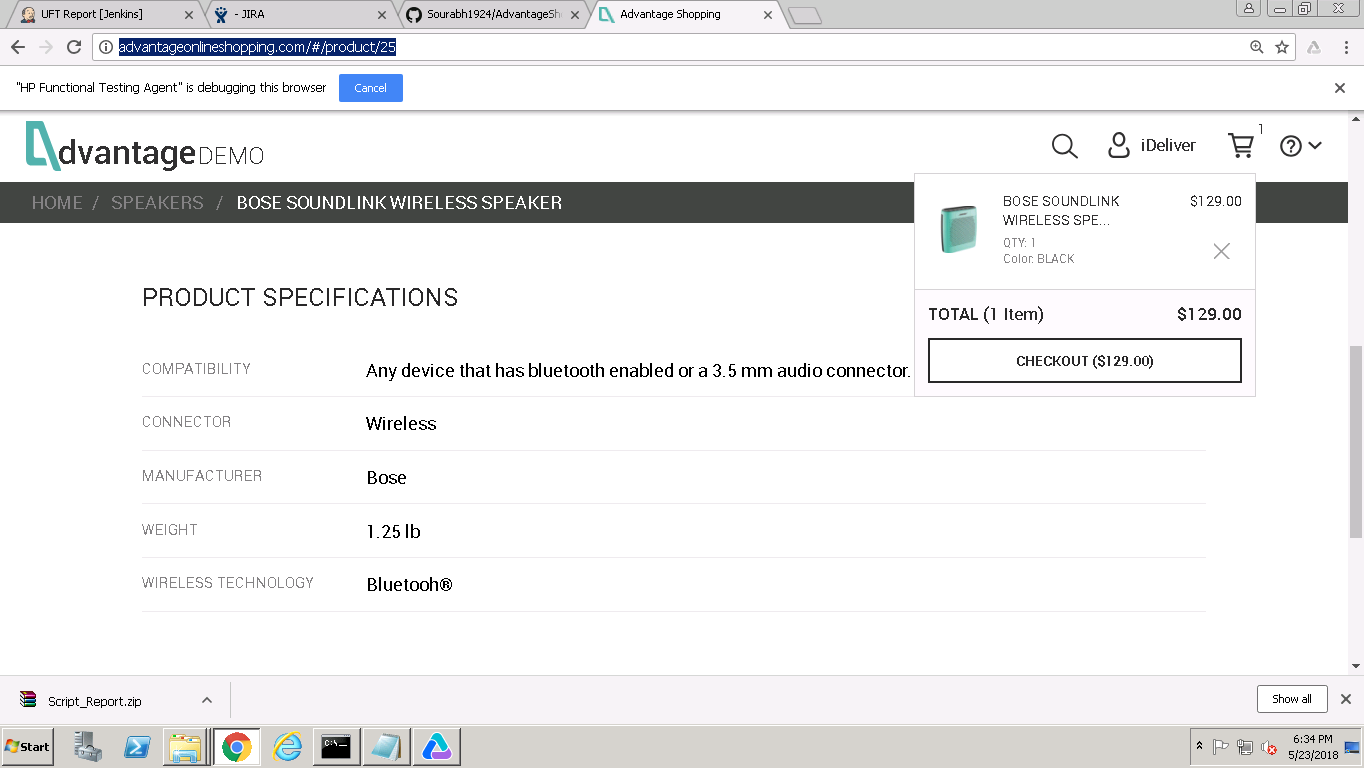 UFT Report [Jenkins]
- JIRA
Sourabh1924/AdvantageSh
Advantage Shopping
advantageonlineshopping.com/#/product/25
"HP Functional Testing Agent" is debugging this browser
Cancel
dvantage DEMO
iDeliver
1
HOME / SPEAKERS / BOSE SOUNDLINK WIRELESS SPEAKER
BOSE SOUNDLINK
WIRELESS SPE...
$129.00
QTY: 1
Color: BLACK
TOTAL (1 Item) $129.00
CHECKOUT ($129.00)
PRODUCT SPECIFICATIONS
COMPATIBILITY Any device that has bluetooth enabled or a 3.5 mm audio connector.
CONNECTOR Wireless
MANUFACTURER Bose
WEIGHT 1.25 lb
WIRELESS TECHNOLOGY Bluetooh®
Script_Report.zip
Show all
Start
C:\_
6:34 PM
5/23/2018